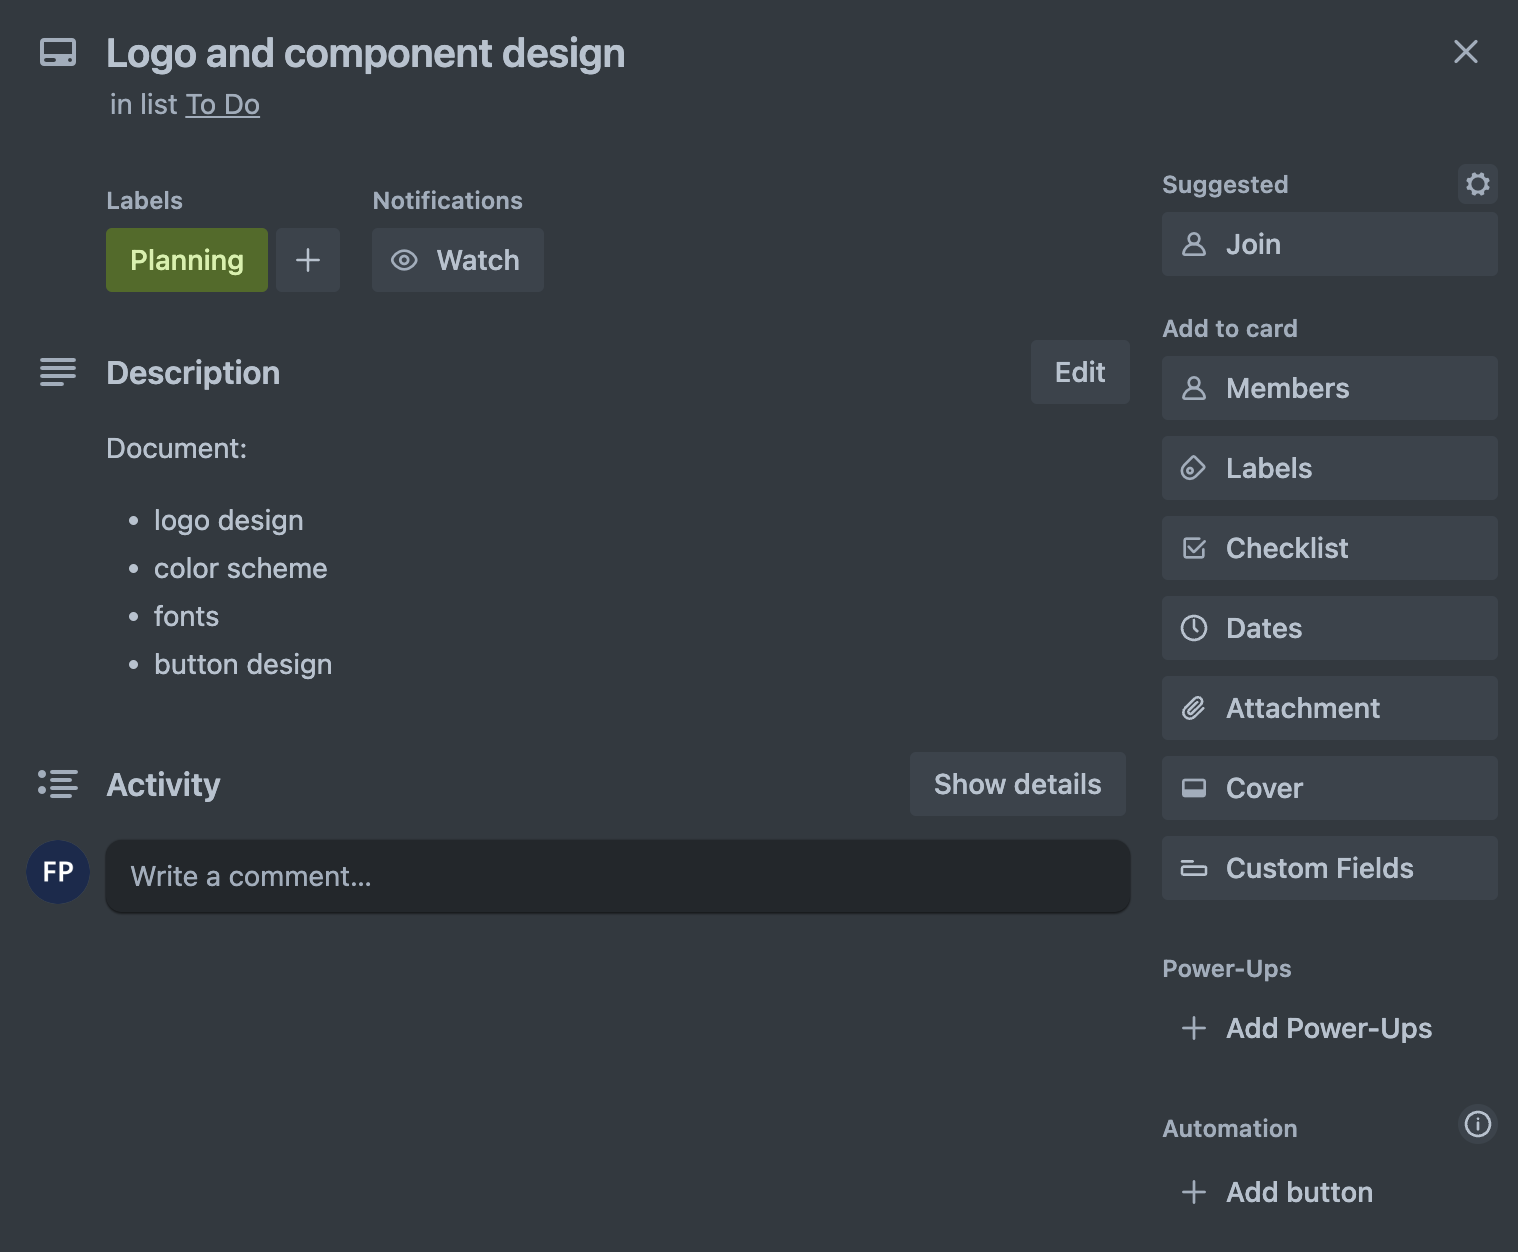 Logo and component design
in list To Do
Labels
Planning
Notifications
Watch
Description
Edit
Document:
• logo design
• color scheme
• fonts
• button design
Activity
Show details
FP
Write a comment...
Suggested
Join
Add to card
Members
Labels
Checklist
Dates
Attachment
Cover
Custom Fields
Power-Ups
Add Power-Ups
Automation
Add button